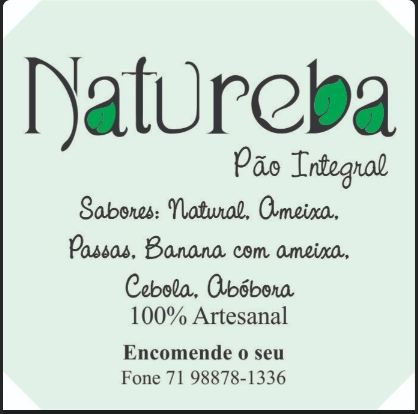 Natureba
Pão Integral
Sabores: Natural, Ameixa,
Passas, Banana com ameixa,
Cebola, Abóbora
100% Artesanal
Encomende o seu
Fone 71 98878-1336